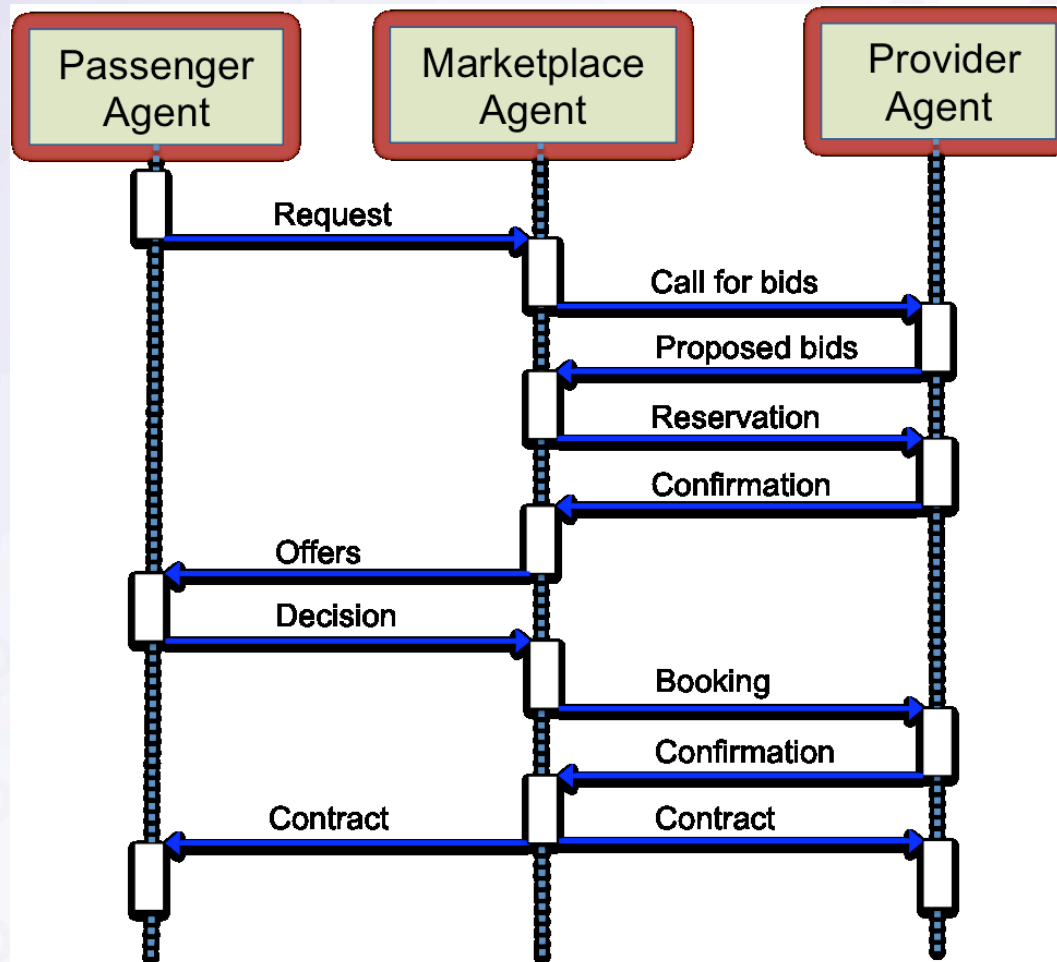 Passenger
Agent
Marketplace
Agent
Provider
Agent
Request
Call for bids
Proposed bids
Reservation
Confirmation
Offers
Decision
Booking
Confirmation
Contract
Contract